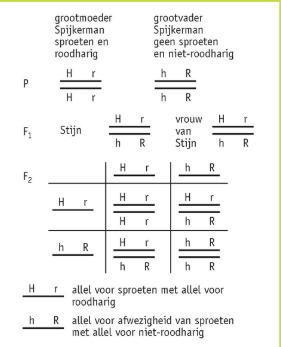 grootmoeder grootvader
Spijkerman Spijkerman
sproeten en geen sproeten
roodharig en niet-roodharig
P H r h R
H r h R
F1 Stijn H r vrouw H r
h R van h R
Stijn
F2 H r h R
H r H r H r
H r h R
h R H r h R
h R h R
H r allel voor sproeten met allel voor
roodharig
h R allel voor afwezigheid van sproeten
met allel voor niet-roodharig